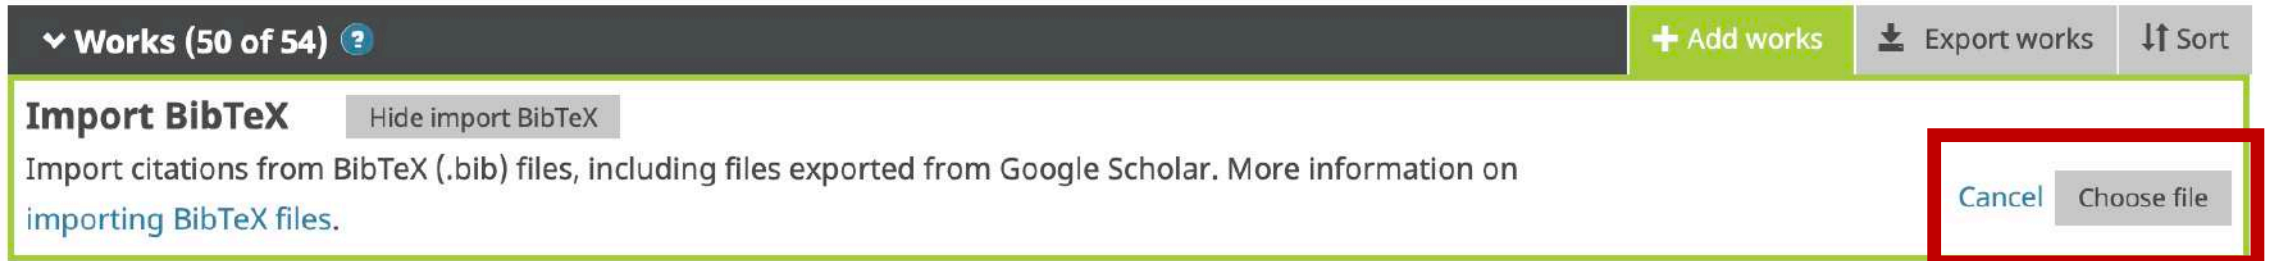 Works (50 of 54) ? + Add works Export works Sort
Import BibTeX Hide import BibTeX
Import citations from BibTeX (.bib) files, including files exported from Google Scholar. More information on
importing BibTeX files.
Cancel Choose file